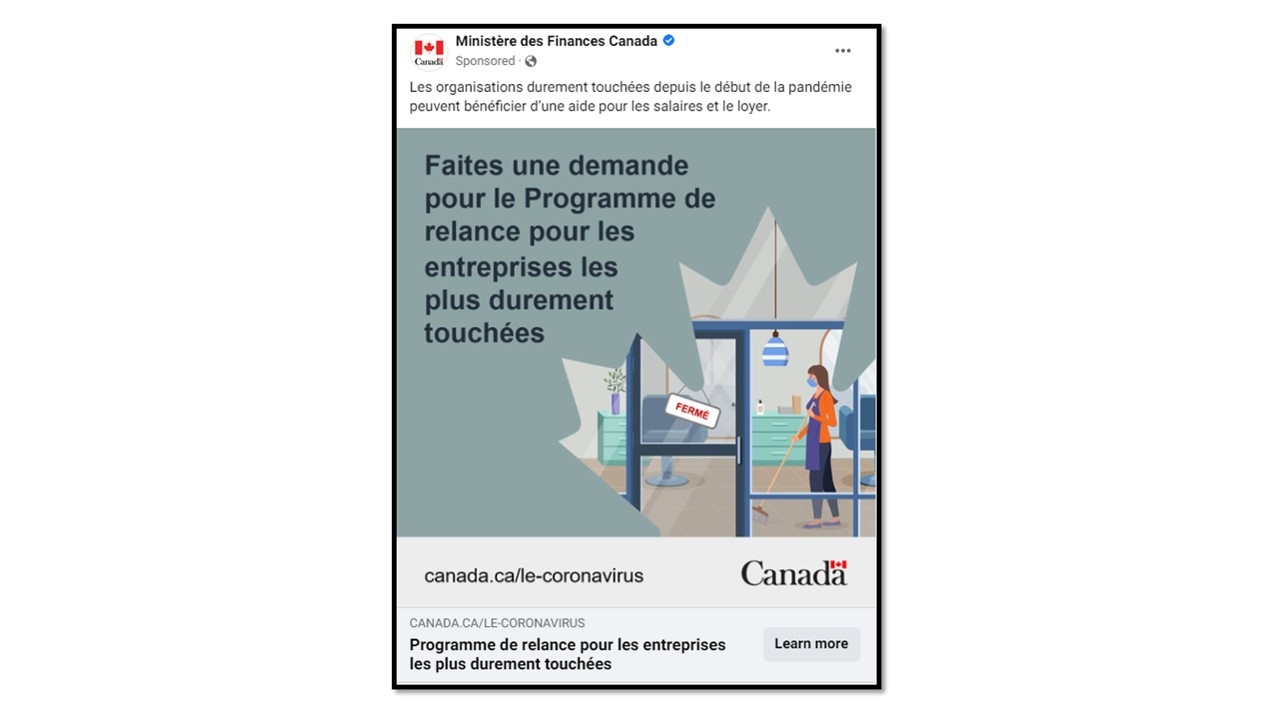 Canada
Ministère des Finances Canada
Sponsored ·
Les organisations durement touchées depuis le début de la pandémie
peuvent bénéficier d'une aide pour les salaires et le loyer.
Faites une demande
pour le Programme de
relance pour les
entreprises les
plus durement
touchées
FERMÉ
canada.ca/le-coronavirus
Canada
CANADA.CA/LE-CORONAVIRUS
Programme de relance pour les entreprises
les plus durement touchées
Learn more